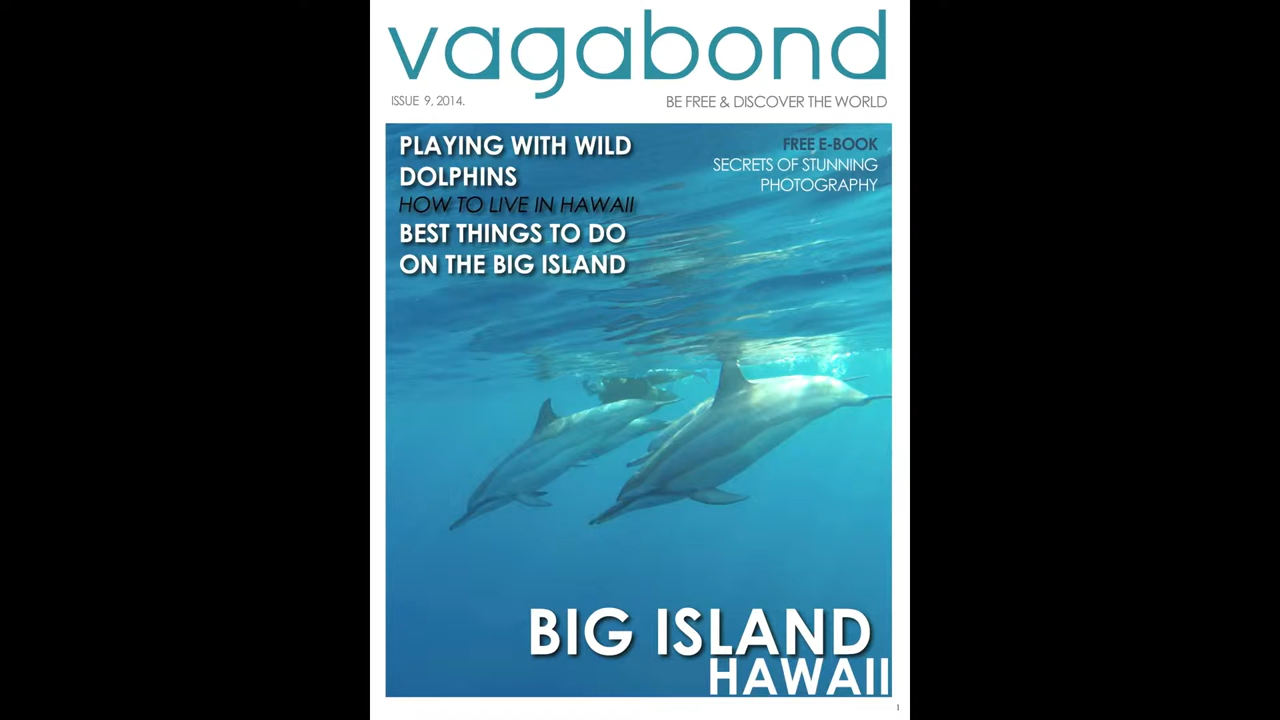 vagabond
ISSUE 9, 2014.
BE FREE & DISCOVER THE WORLD
PLAYING WITH WILD
DOLPHINS
HOW TO LIVE IN HAWAII
BEST THINGS TO DO
ON THE BIG ISLAND
FREE E-BOOK
SECRETS OF STUNNING
PHOTOGRAPHY
BIG ISLAND
HAWAII
1